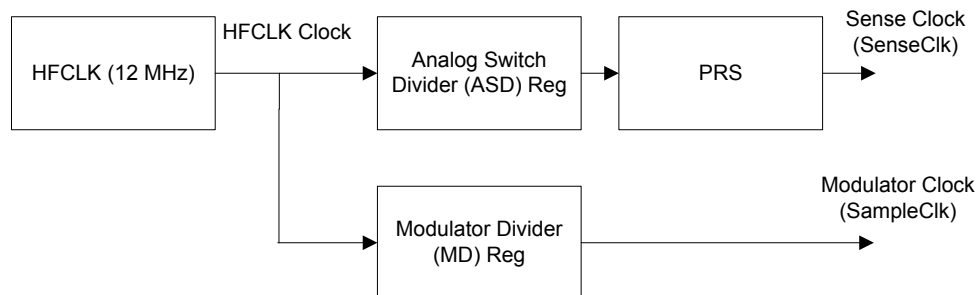 HFCLK (12 MHz)
HFCLK Clock
Analog Switch
Divider (ASD) Reg
PRS
Sense Clock
(SenseClk)
Modulator Divider
(MD) Reg
Modulator Clock
(SampleClk)